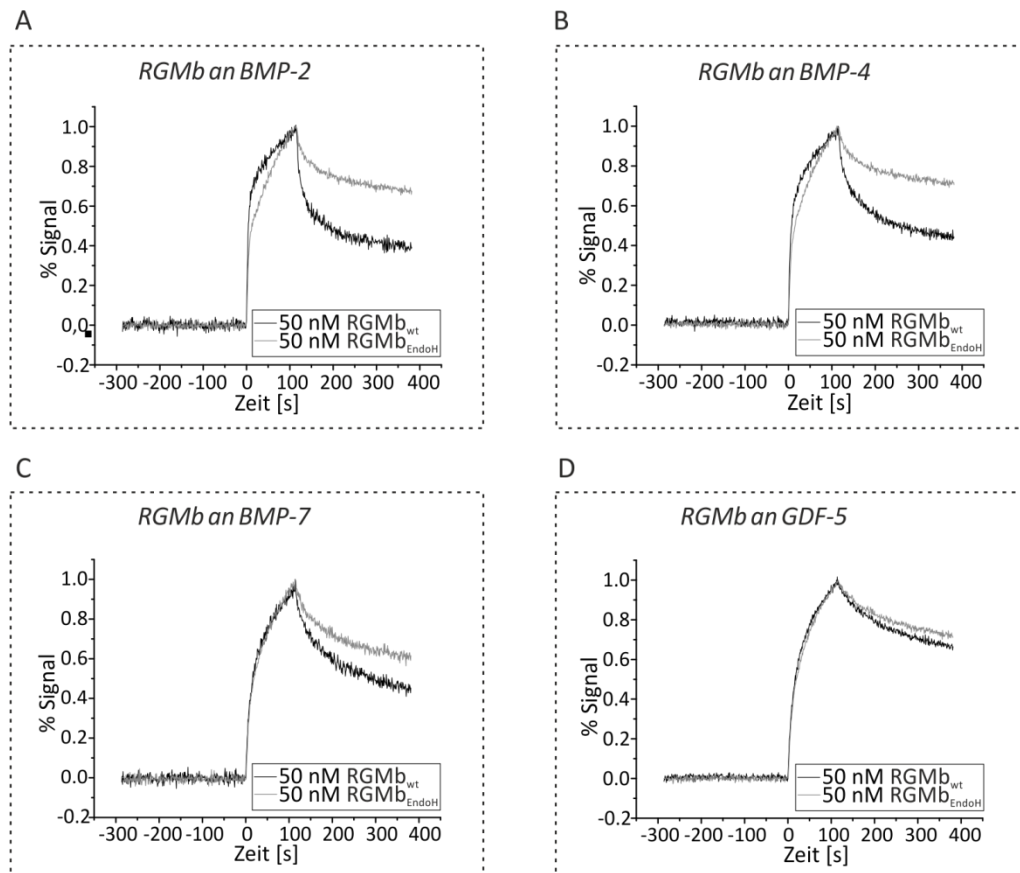 A
RGMb an BMP-2
1.0
0.8
0.6
0.4
0.2
0.0
-0.2
% Signal
50 nM RGMbwt
50 nM RGMbEndoH
-300 -200 -100 0 100 200 300 400
Zeit [s]
B
RGMb an BMP-4
1.0
0.8
0.6
0.4
0.2
0.0
-0.2
% Signal
50 nM RGMbwt
50 nM RGMbEndoH
-300 -200 -100 0 100 200 300 400
Zeit [s]
C
RGMb an BMP-7
1.0
0.8
0.6
0.4
0.2
0.0
-0.2
% Signal
50 nM RGMbwt
50 nM RGMbEndoH
-300 -200 -100 0 100 200 300 400
Zeit [s]
D
RGMb an GDF-5
1.0
0.8
0.6
0.4
0.2
0.0
-0.2
% Signal
50 nM RGMbwt
50 nM RGMbEndoH
-300 -200 -100 0 100 200 300 400
Zeit [s]